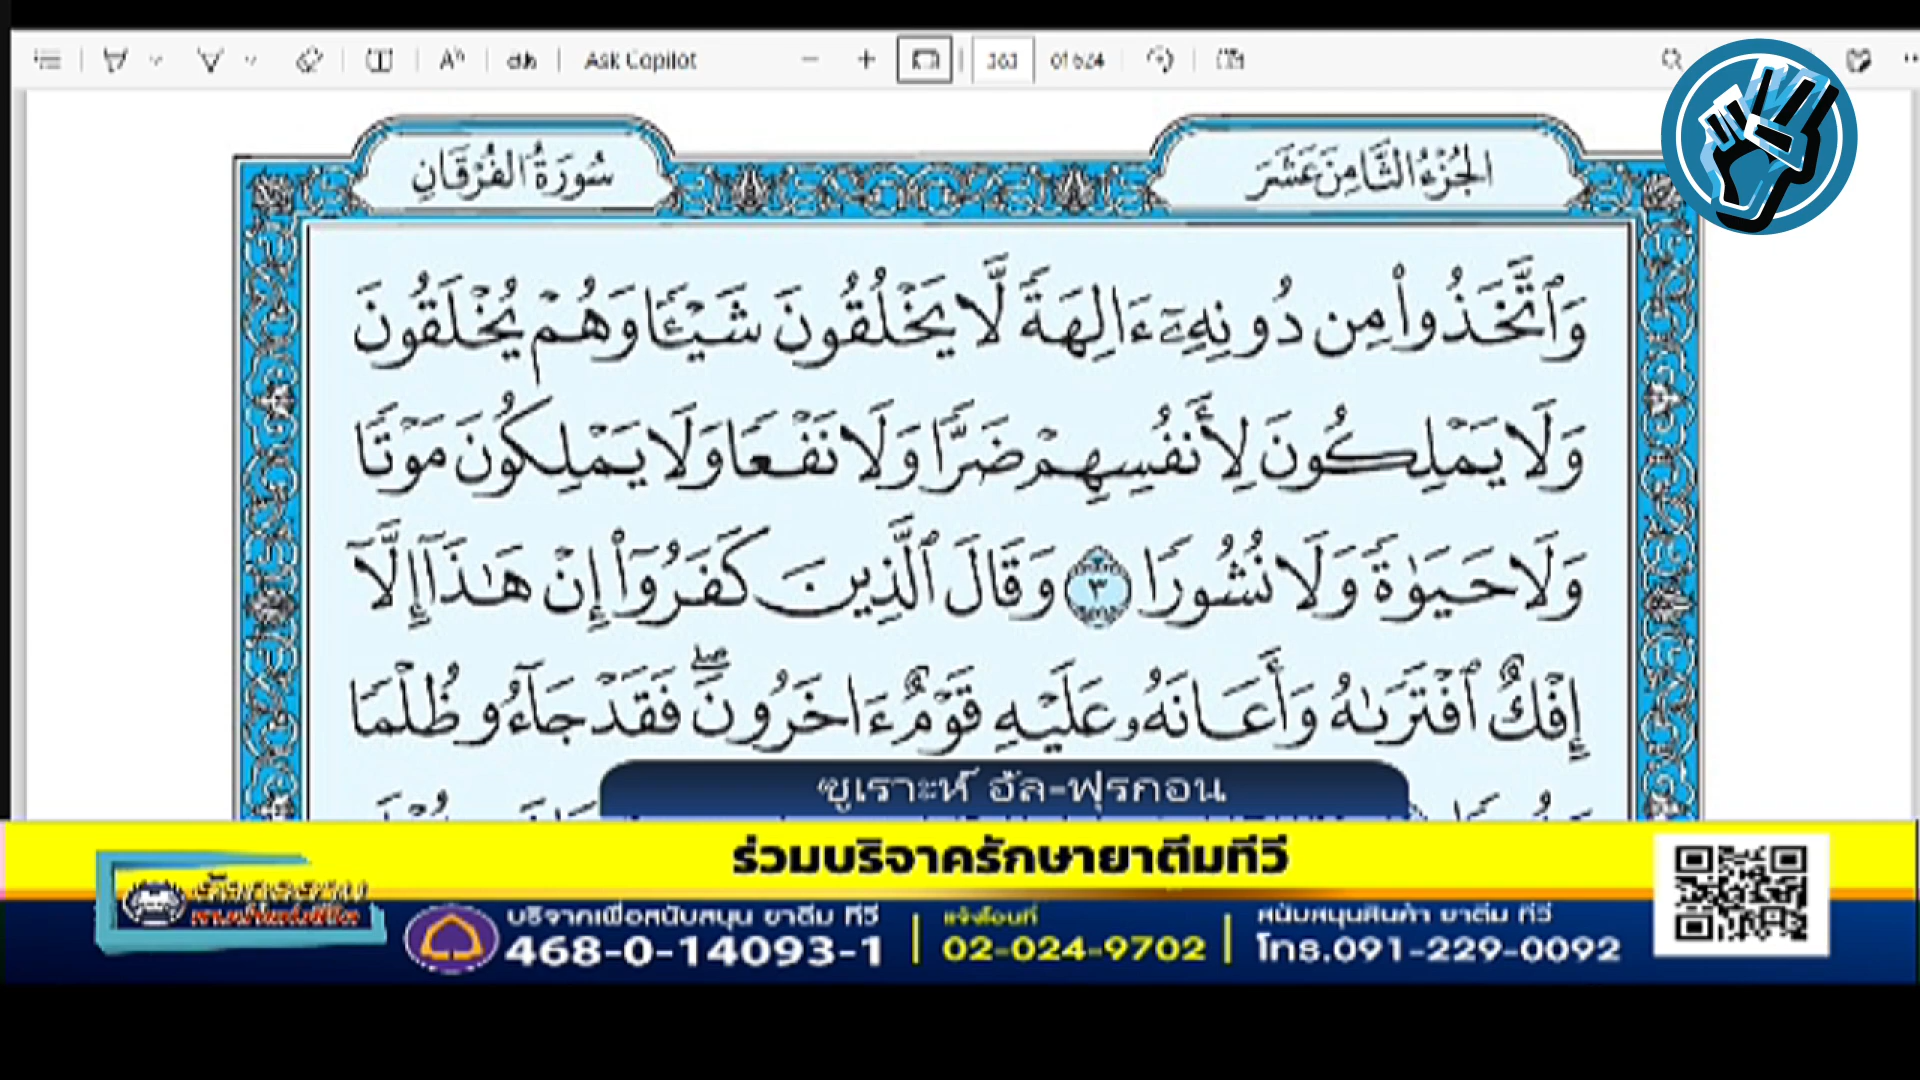 Ask Copilot
361
of 624
سُورَةُ الْفُرْقَانِ
الجُزْءُ الثَّامِنَ عَشَرَ
وَٱتَّخَذُوا۟ مِن دُونِهِۦٓ ءَالِهَةً لَّا يَخْلُقُونَ شَيْـًٔا وَهُمْ يُخْلَقُونَ
وَلَا يَمْلِكُونَ لِأَنفُسِهِمْ ضَرًّا وَلَا نَفْعًا وَلَا يَمْلِكُونَ مَوْتًا
وَلَا حَيَوٰةً وَلَا نُشُورًا ٣ وَقَالَ ٱلَّذِينَ كَفَرُوٓا۟ إِنْ هَـٰذَآ إِلَّآ
إِفْكٌ ٱفْتَرَىٰهُ وَأَعَانَهُۥ عَلَيْهِ قَوْمٌ ءَاخَرُونَ ۖ فَقَدْ جَآءُو ظُلْمًا
ซูเราะห์ อัล-ฟุรกอน
ร่วมบริจาครักษายาตีมทีวี
บริจาคเพื่อสนับสนุน ยาตีม ทีวี
468-0-14093-1
แจ้งโอนที่
02-024-9702
สนับสนุนสินค้า ยาตีม ทีวี
โทร.091-229-0092